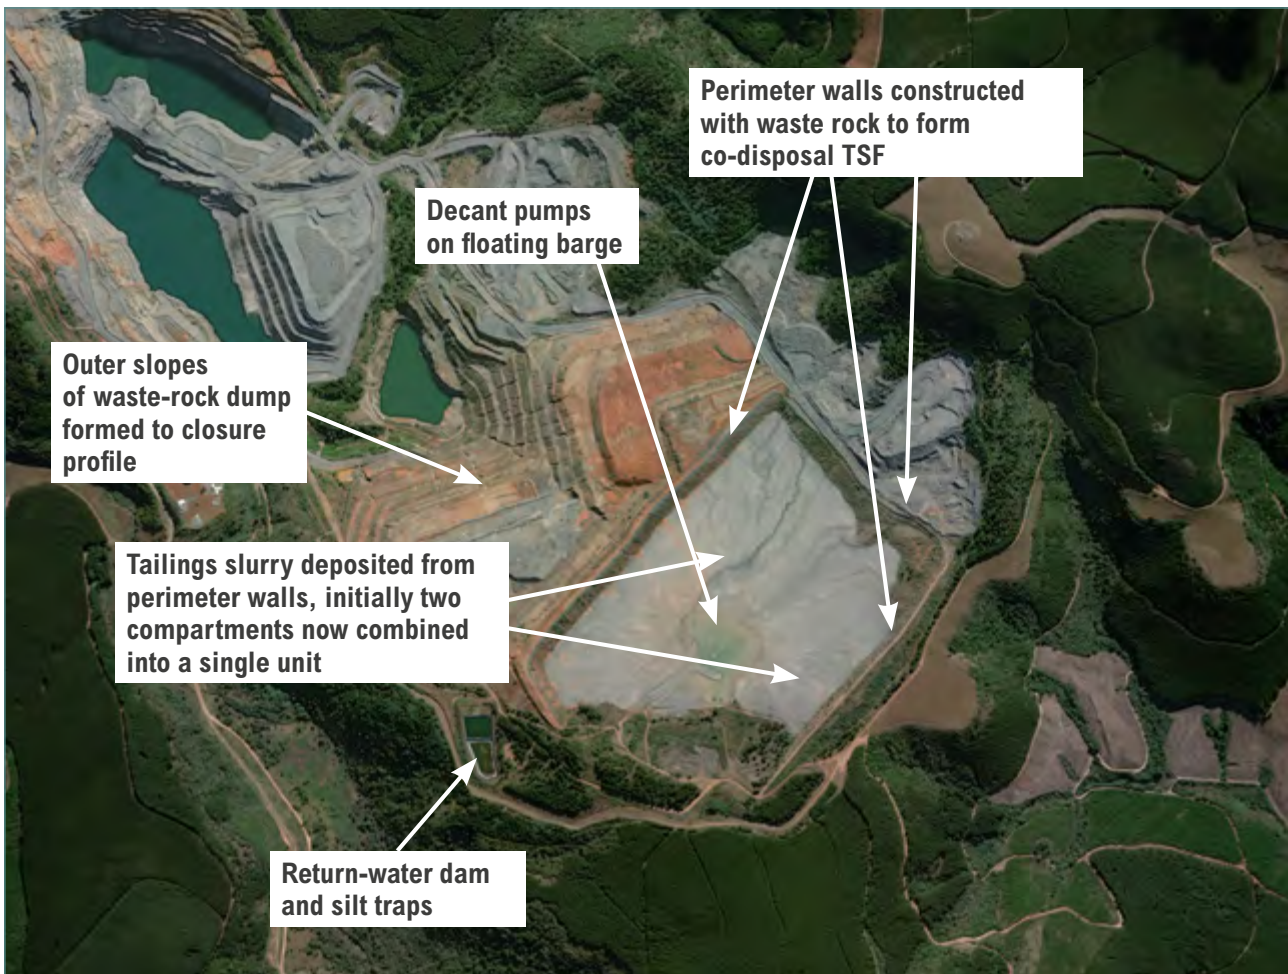 Perimeter walls constructed
with waste rock to form
co-disposal TSF
Decant pumps
on floating barge
Outer slopes
of waste-rock dump
formed to closure
profile
Tailings slurry deposited from
perimeter walls, initially two
compartments now combined
into a single unit
Return-water dam
and silt traps